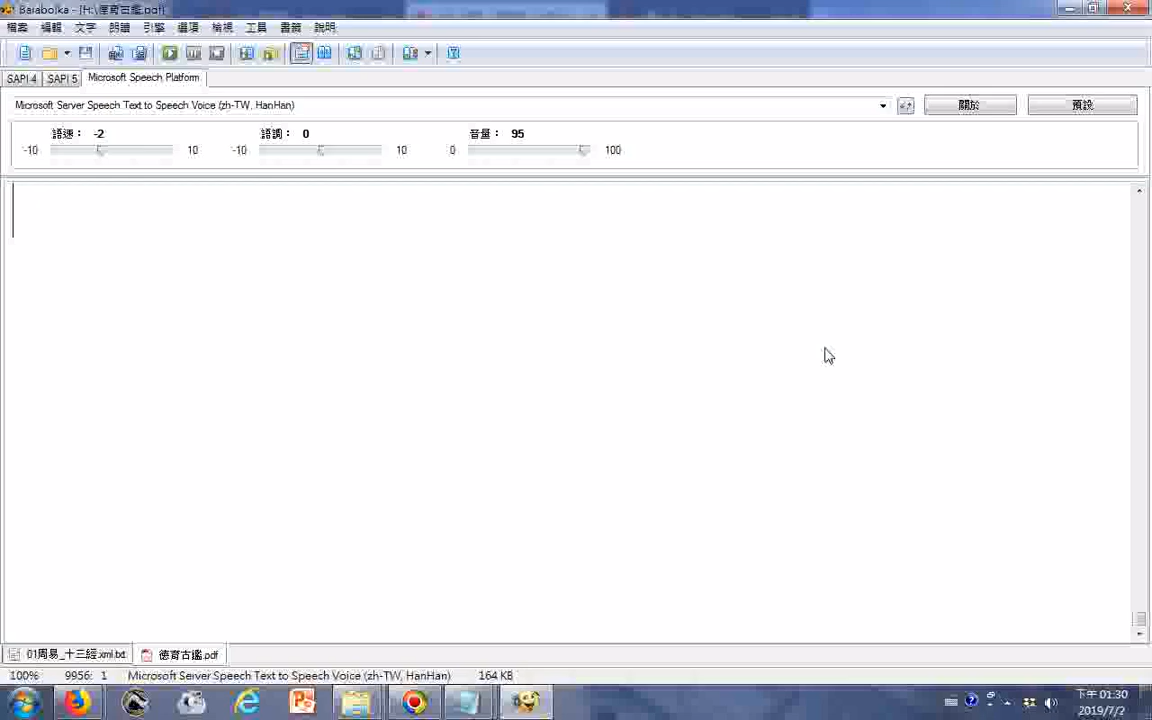 Balabolka - [H:\德育古鑑.pdf]
檔案 編輯 文字 朗讀 引擎 選項 檢視 工具 書籤 說明
SAPI 4 SAPI 5 Microsoft Speech Platform
Microsoft Server Speech Text to Speech Voice (zh-TW, HanHan) 關於 預設
語速： -2 語調： 0 音量： 95
-10 10 -10 10 0 100
01周易_十三經.xml.txt 德育古鑑.pdf
100% 9956: 1 Microsoft Server Speech Text to Speech Voice (zh-TW, HanHan) 164 KB
下午 01:30
2019/7/2